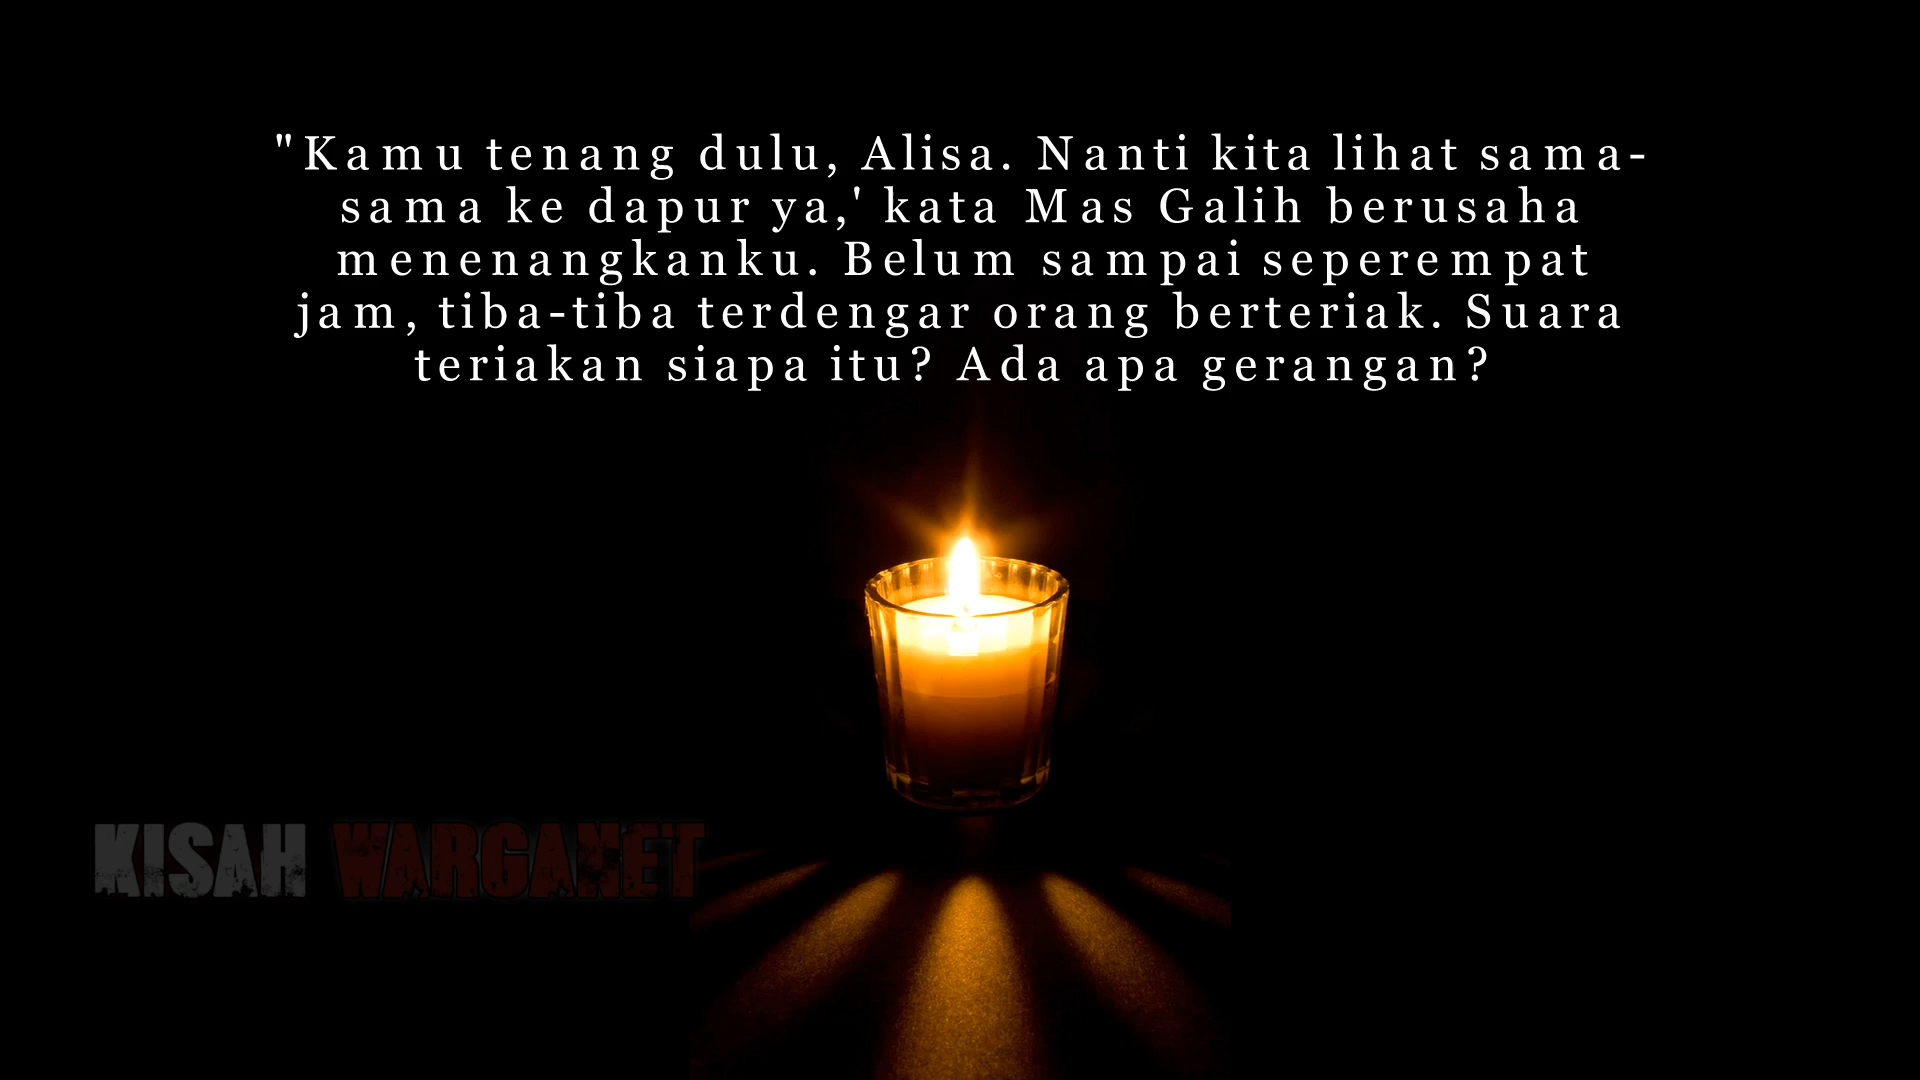 "Kamu tenang dulu, Alisa. Nanti kita lihat sama-
sama ke dapur ya,' kata Mas Galih berusaha
menenangkanku. Belum sampai seperempat
jam, tiba-tiba terdengar orang berteriak. Suara
teriakan siapa itu? Ada apa gerangan?
KISAH WARGANET